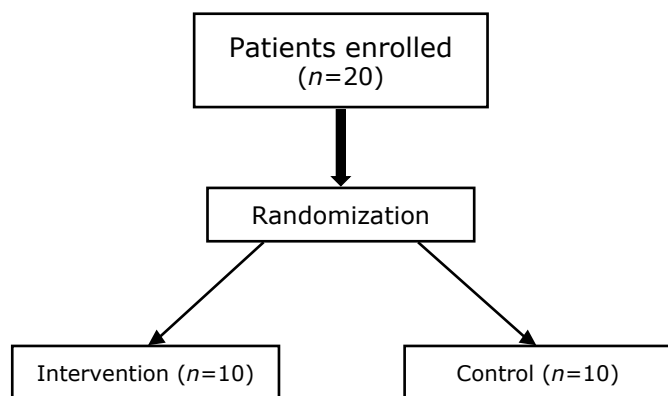 Patients enrolled
(n=20)
Randomization
Intervention (n=10)
Control (n=10)